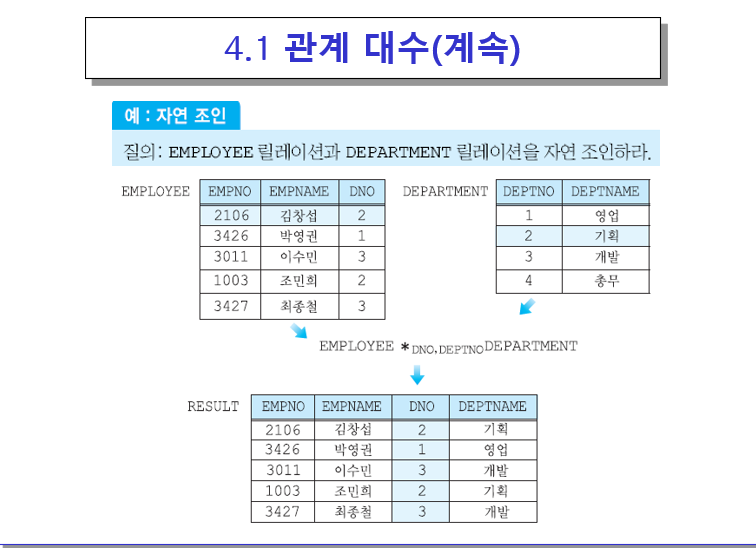 4.1 관계 대수(계속)
예 : 자연 조인
질의: EMPLOYEE 릴레이션과 DEPARTMENT 릴레이션을 자연 조인하라.
EMPLOYEE
EMPNO EMPNAME DNO
2106 김창섭 2
3426 박영권 1
3011 이수민 3
1003 조민희 2
3427 최종철 3
DEPARTMENT
DEPTNO DEPTNAME
1 영업
2 기획
3 개발
4 총무
EMPLOYEE *DNO,DEPTNO DEPARTMENT
RESULT
EMPNO EMPNAME DNO DEPTNAME
2106 김창섭 2 기획
3426 박영권 1 영업
3011 이수민 3 개발
1003 조민희 2 기획
3427 최종철 3 개발